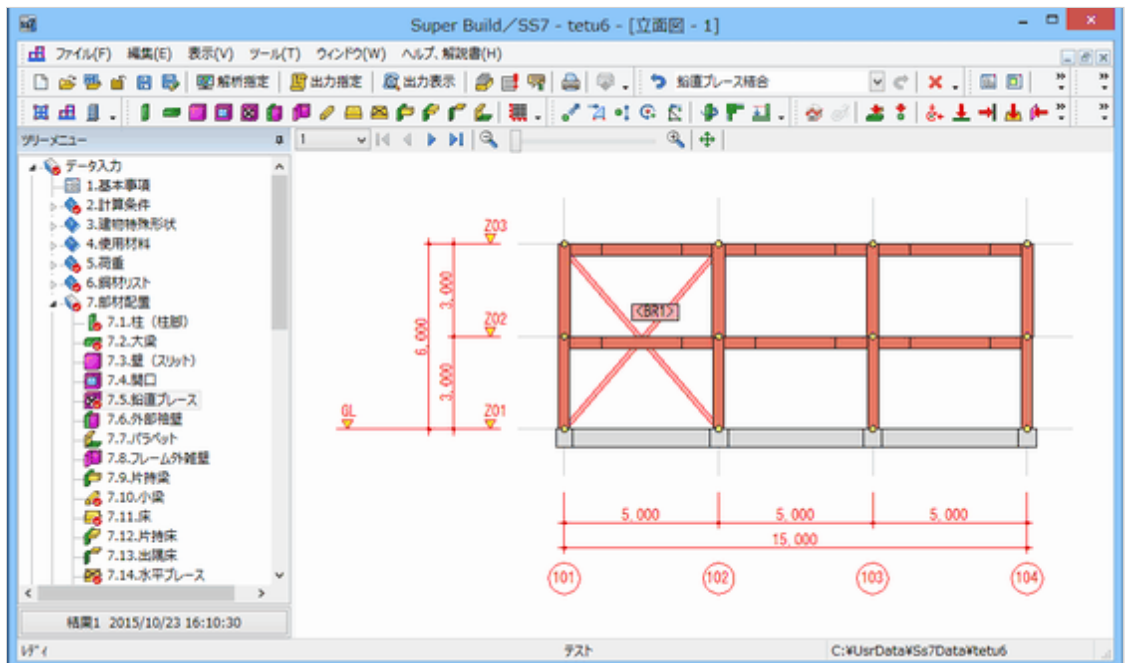 Super Build／SS7 - tetu6 - [立面図 - 1]
ファイル(F) 編集(E) 表示(V) ツール(T) ウィンドウ(W) ヘルプ、解説書(H)
解析指定 出力指定 出力表示 鉛直ブレース結合
ツリーメニュー
1
データ入力
1.基本事項
2.計算条件
3.建物特殊形状
4.使用材料
5.荷重
6.鋼材リスト
7.部材配置
7.1.柱（柱脚）
7.2.大梁
7.3.壁（スリット）
7.4.開口
7.5.鉛直ブレース
7.6.外部袖壁
7.7.パラペット
7.8.フレーム外雑壁
7.9.片持梁
7.10.小梁
7.11.床
7.12.片持床
7.13.出隅床
7.14.水平ブレース
結果1 2015/10/23 16:10:30
Z03
3,000
<BR1>
Z02
6,000
3,000
GL
Z01
5,000 5,000 5,000
15,000
101 102 103 104
ﾚﾃﾞｨ テスト C:¥UsrData¥Ss7Data¥tetu6